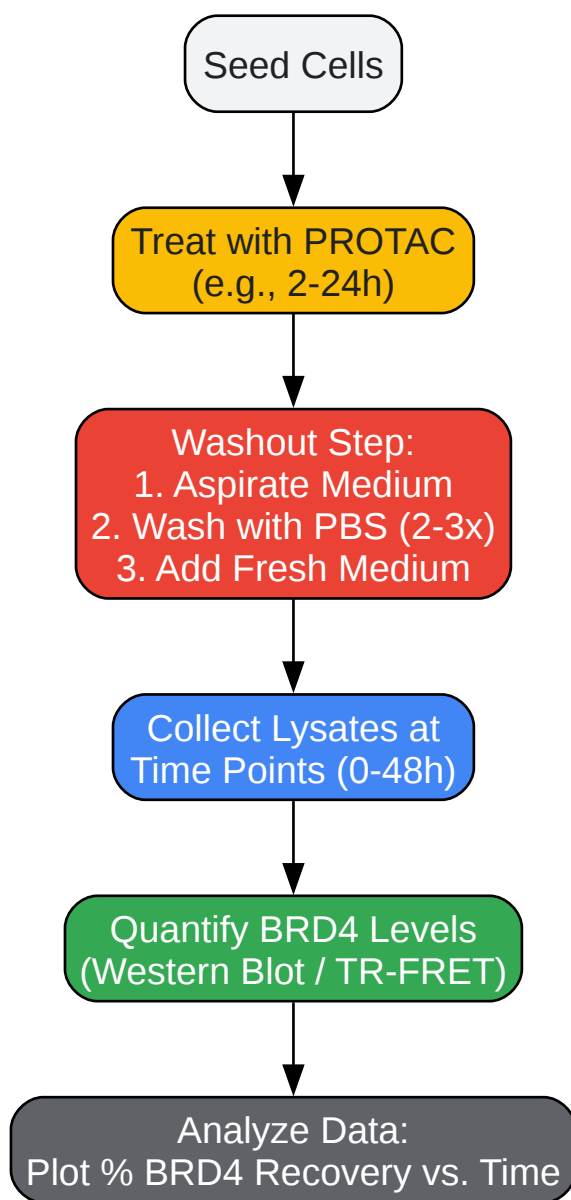 Seed Cells
Treat with PROTAC
(e.g., 2-24h)
Washout Step:
1. Aspirate Medium
2. Wash with PBS (2-3x)
3. Add Fresh Medium
Collect Lysates at
Time Points (0-48h)
Quantify BRD4 Levels
(Western Blot / TR-FRET)
Analyze Data:
Plot % BRD4 Recovery vs. Time